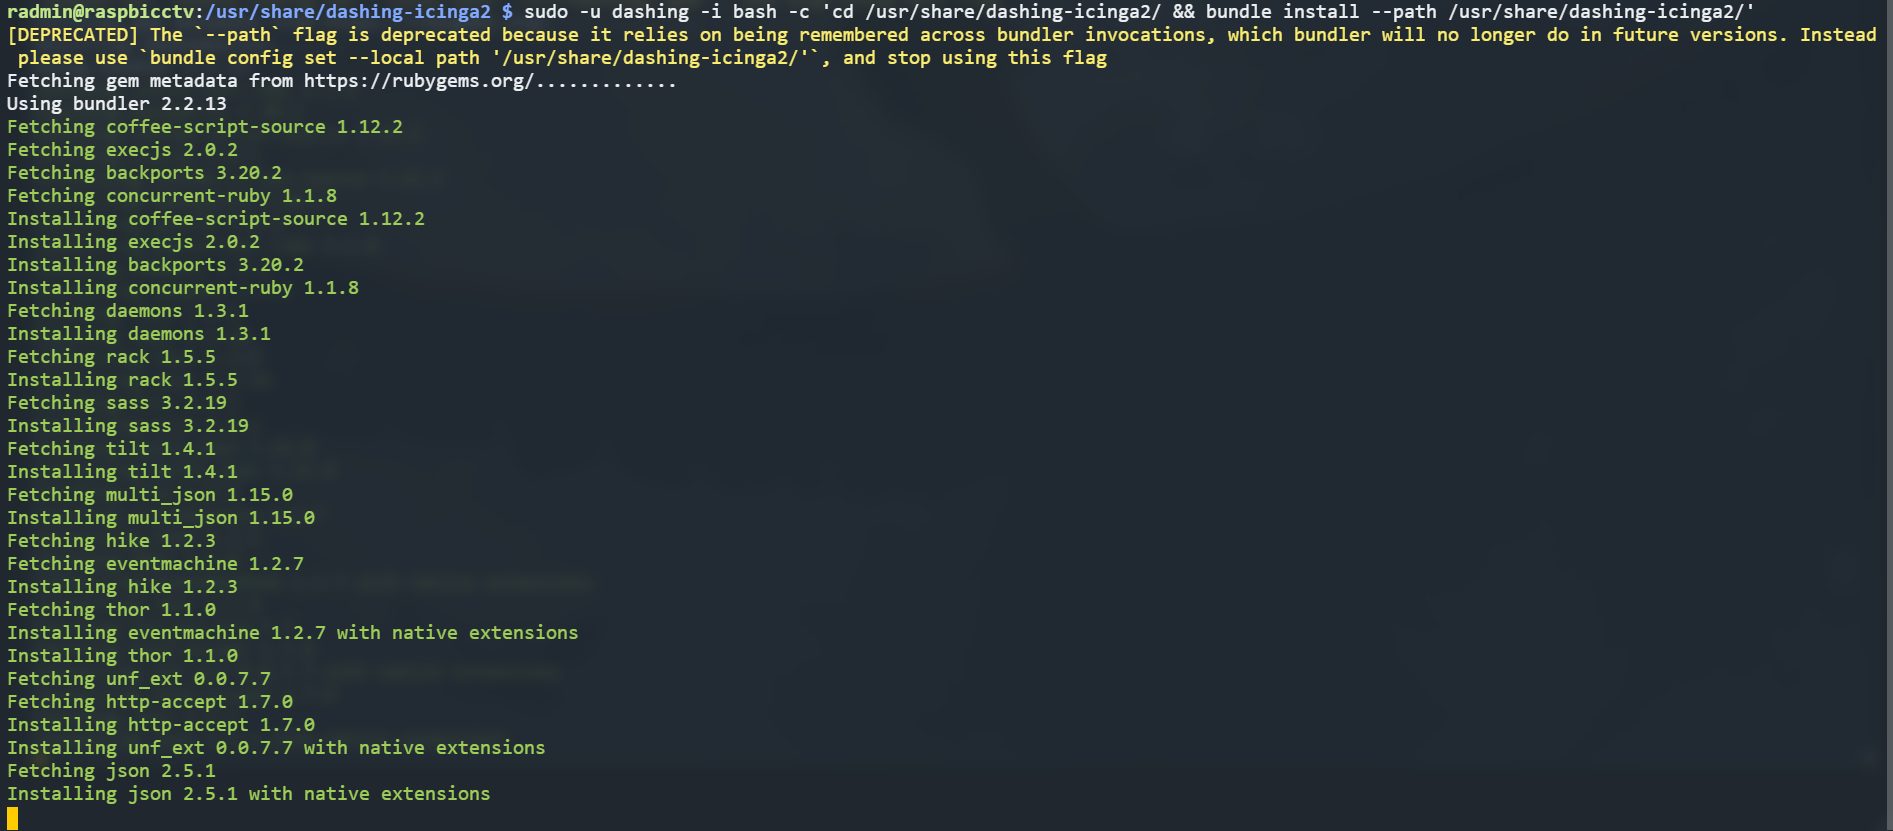 radmin@raspbicctv:/usr/share/dashing-icinga2 $ sudo -u dashing -i bash -c 'cd /usr/share/dashing-icinga2/ && bundle install --path /usr/share/dashing-icinga2/'
[DEPRECATED] The `--path` flag is deprecated because it relies on being remembered across bundler invocations, which bundler will no longer do in future versions. Instead
 please use `bundle config set --local path '/usr/share/dashing-icinga2/'`, and stop using this flag
Fetching gem metadata from https://rubygems.org/.............
Using bundler 2.2.13
Fetching coffee-script-source 1.12.2
Fetching execjs 2.0.2
Fetching backports 3.20.2
Fetching concurrent-ruby 1.1.8
Installing coffee-script-source 1.12.2
Installing execjs 2.0.2
Installing backports 3.20.2
Installing concurrent-ruby 1.1.8
Fetching daemons 1.3.1
Installing daemons 1.3.1
Fetching rack 1.5.5
Installing rack 1.5.5
Fetching sass 3.2.19
Installing sass 3.2.19
Fetching tilt 1.4.1
Installing tilt 1.4.1
Fetching multi_json 1.15.0
Installing multi_json 1.15.0
Fetching hike 1.2.3
Fetching eventmachine 1.2.7
Installing hike 1.2.3
Fetching thor 1.1.0
Installing eventmachine 1.2.7 with native extensions
Installing thor 1.1.0
Fetching unf_ext 0.0.7.7
Fetching http-accept 1.7.0
Installing http-accept 1.7.0
Installing unf_ext 0.0.7.7 with native extensions
Fetching json 2.5.1
Installing json 2.5.1 with native extensions